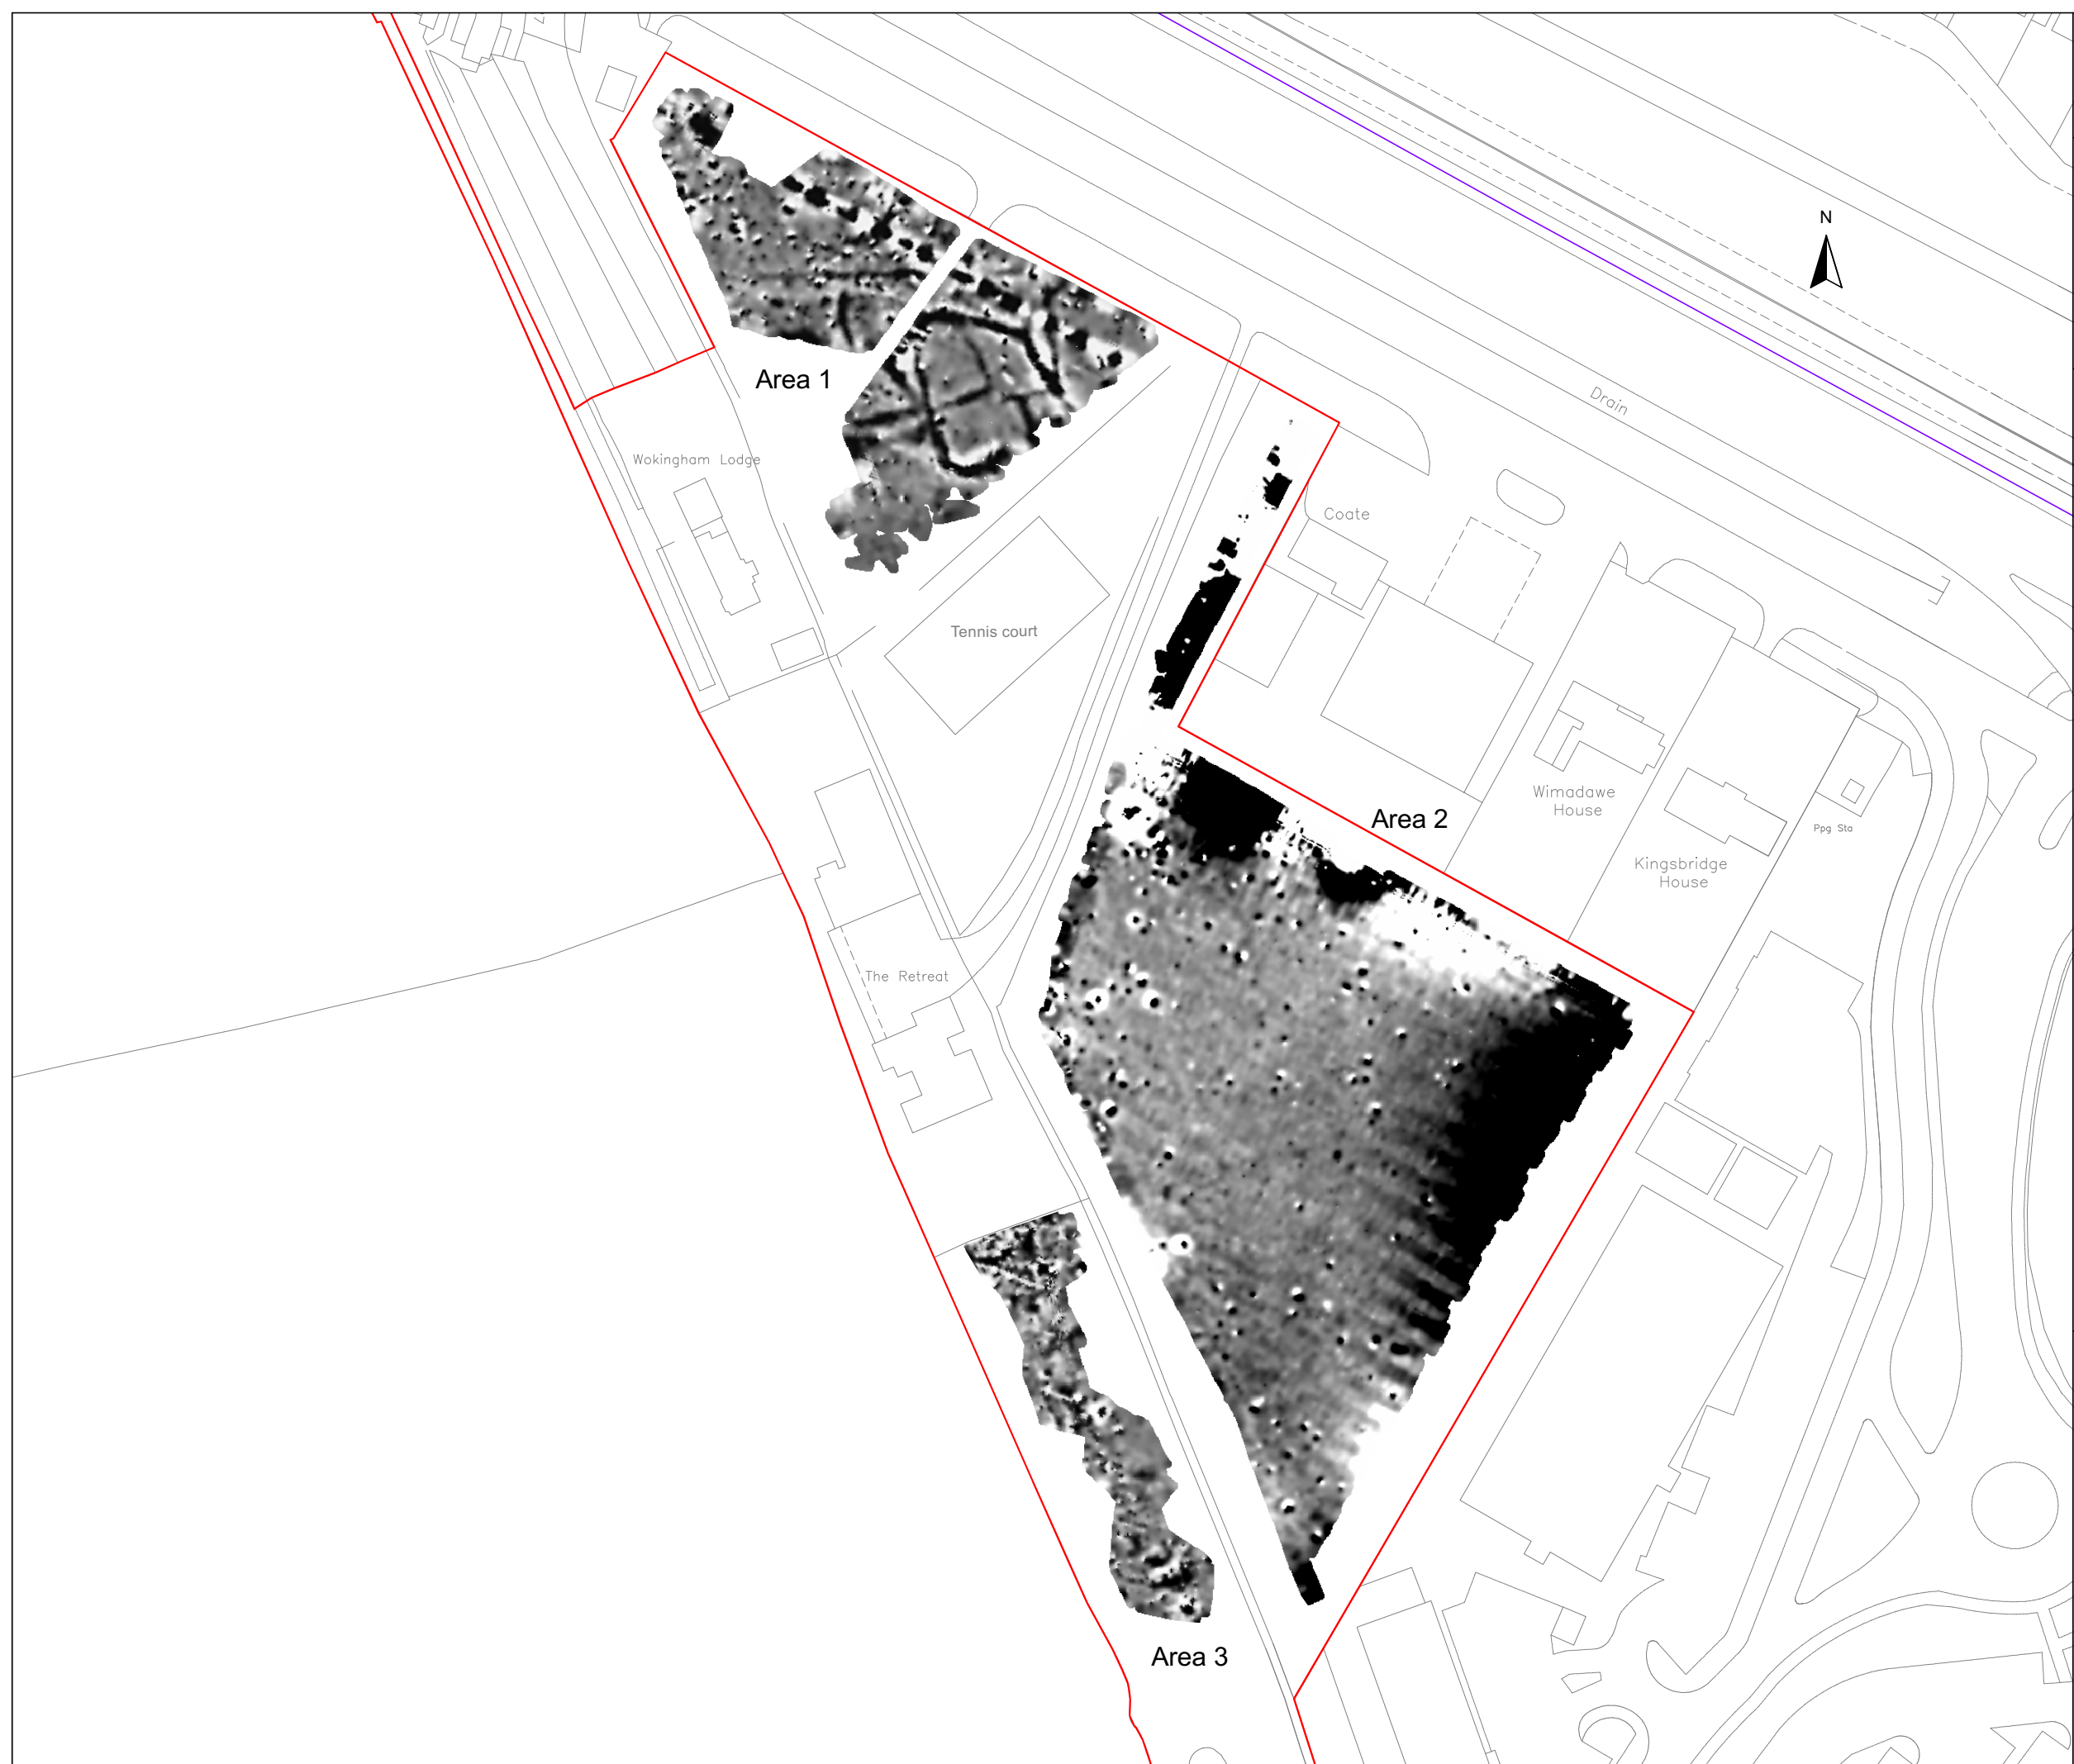 N
Area 1
Drain
Wokingham Lodge
Coate
Tennis court
Wimadawe
House
Area 2
Ppg Sta
Kingsbridge
House
The Retreat
Area 3